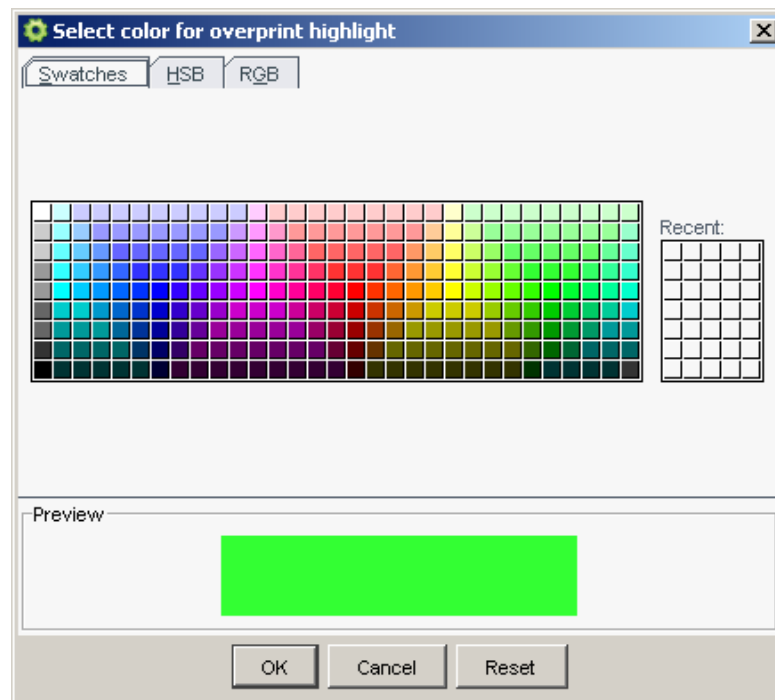 Select color for overprint highlight
Swatches HSB RGB
Recent:
Preview
OK Cancel Reset